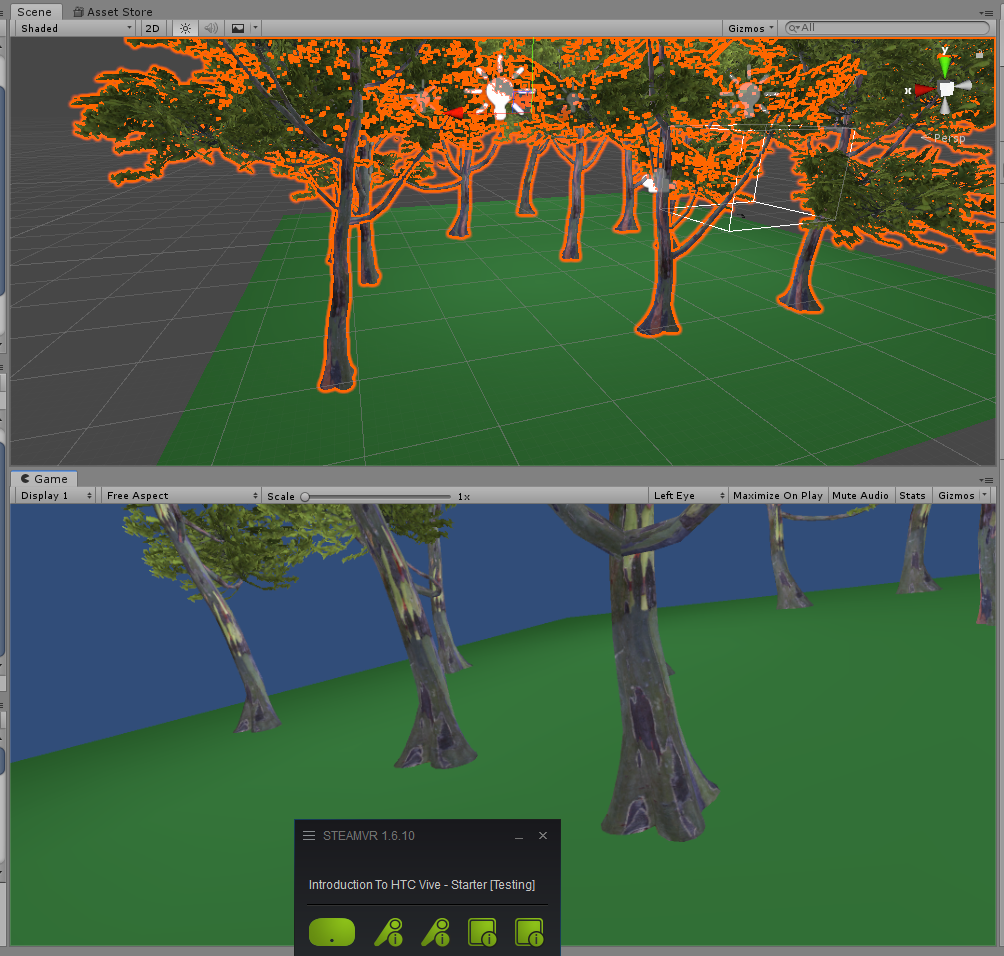 Scene Asset Store
Shaded 2D Gizmos All
y
x
Persp
Game
Display 1 Free Aspect Scale 1x Left Eye Maximize On Play Mute Audio Stats Gizmos
STEAMVR 1.6.10
Introduction To HTC Vive - Starter [Testing]